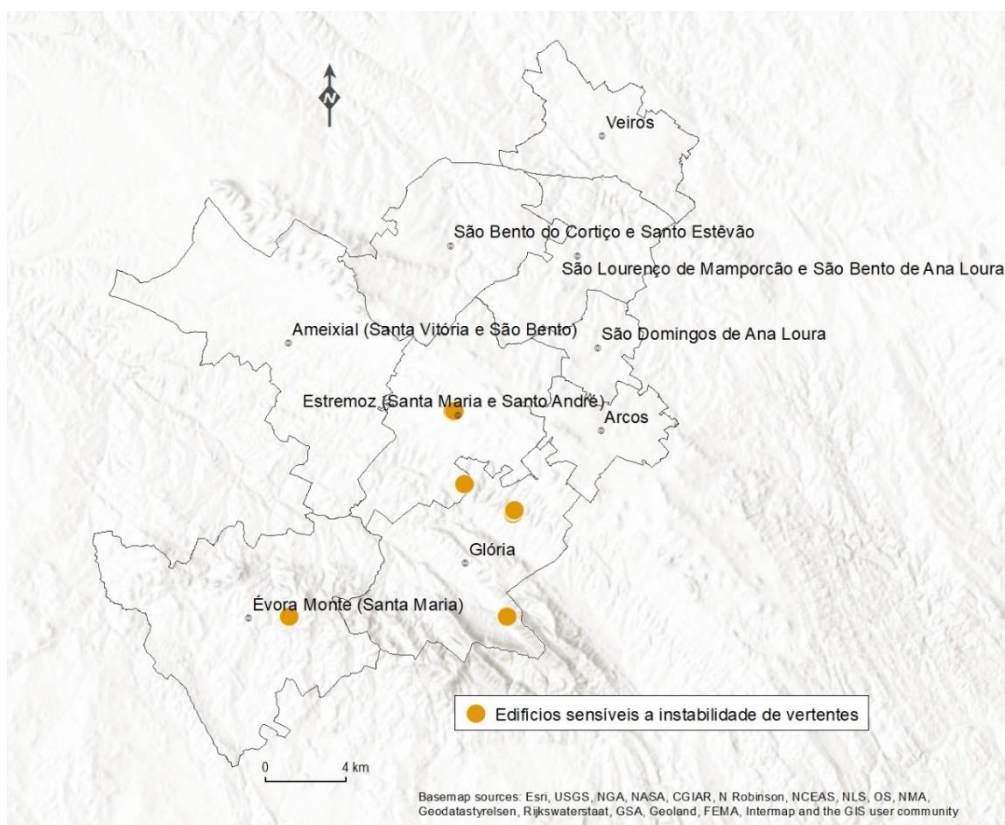 N
Veiros
São Bento do Cortiço e Santo Estêvão
São Lourenço de Mamporcão e São Bento de Ana Loura
Ameixial (Santa Vitória e São Bento)
São Domingos de Ana Loura
Estremoz (Santa Maria e Santo André)
Arcos
Glória
Évora Monte (Santa Maria)
Edifícios sensíveis a instabilidade de vertentes
0 4 km
Basemap sources: Esri, USGS, NGA, NASA, CGIAR, N Robinson, NCEAS, NLS, OS, NMA,
Geodatastyrelsen, Rijkswaterstaat, GSA, Geoland, FEMA, Intermap and the GIS user community